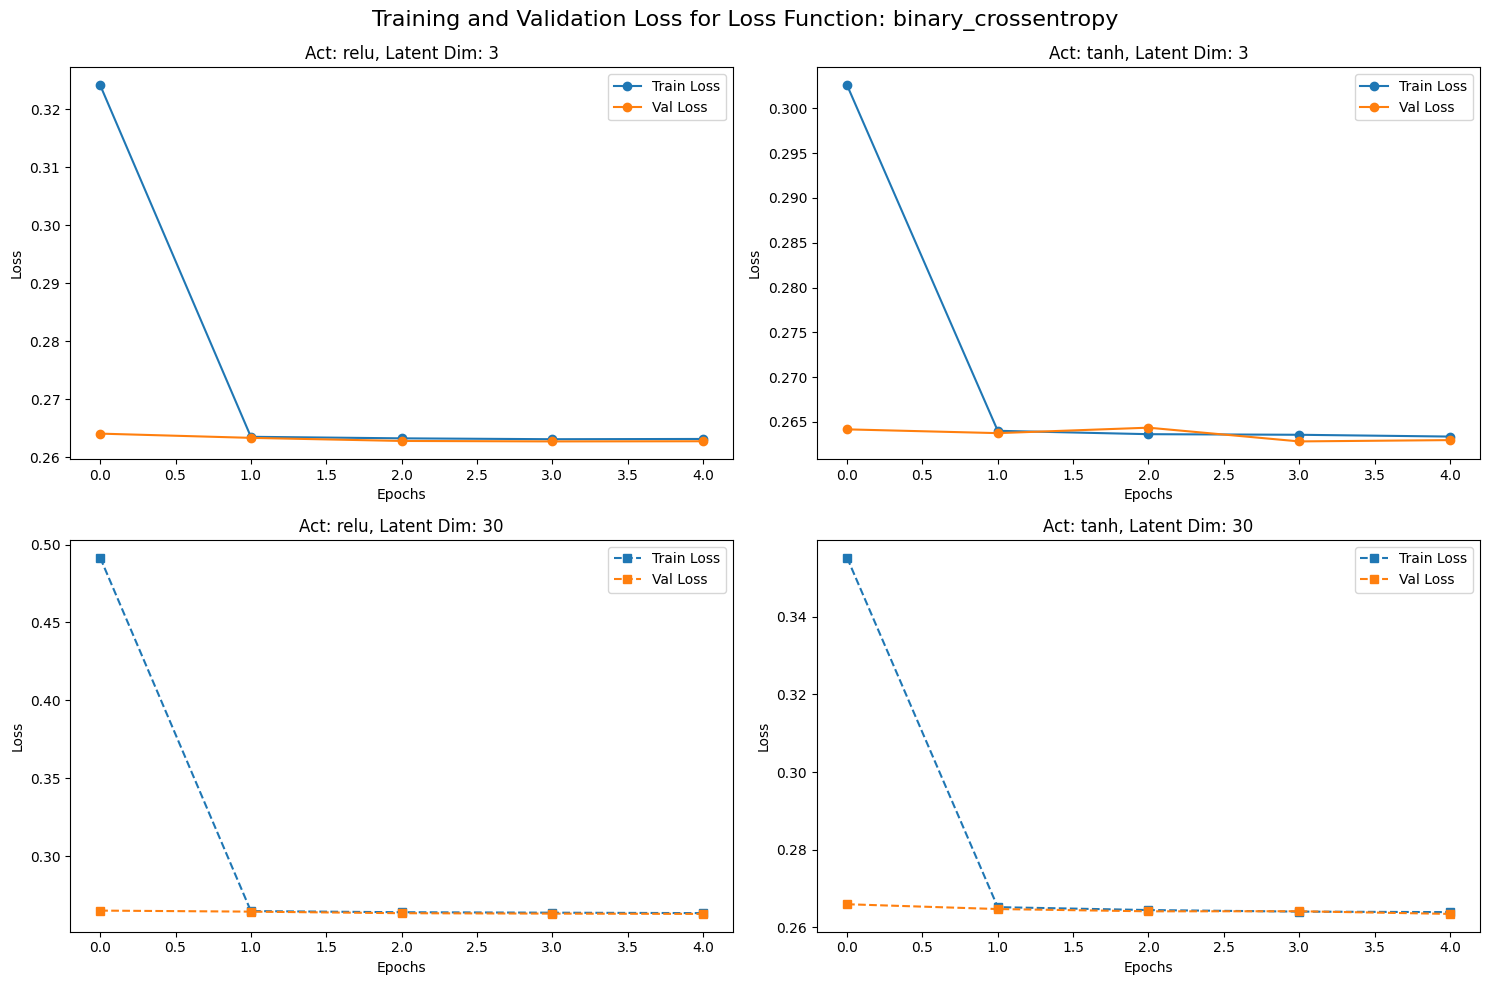 Training and Validation Loss for Loss Function: binary_crossentropy
Act: relu, Latent Dim: 3
Train Loss
Val Loss
0.32
0.31
0.30
0.29
0.28
0.27
0.26
Loss
0.0 0.5 1.0 1.5 2.0 2.5 3.0 3.5 4.0
Epochs
Act: tanh, Latent Dim: 3
Train Loss
Val Loss
0.300
0.295
0.290
0.285
0.280
0.275
0.270
0.265
Loss
0.0 0.5 1.0 1.5 2.0 2.5 3.0 3.5 4.0
Epochs
Act: relu, Latent Dim: 30
Train Loss
Val Loss
0.50
0.45
0.40
0.35
0.30
Loss
0.0 0.5 1.0 1.5 2.0 2.5 3.0 3.5 4.0
Epochs
Act: tanh, Latent Dim: 30
Train Loss
Val Loss
0.34
0.32
0.30
0.28
0.26
Loss
0.0 0.5 1.0 1.5 2.0 2.5 3.0 3.5 4.0
Epochs